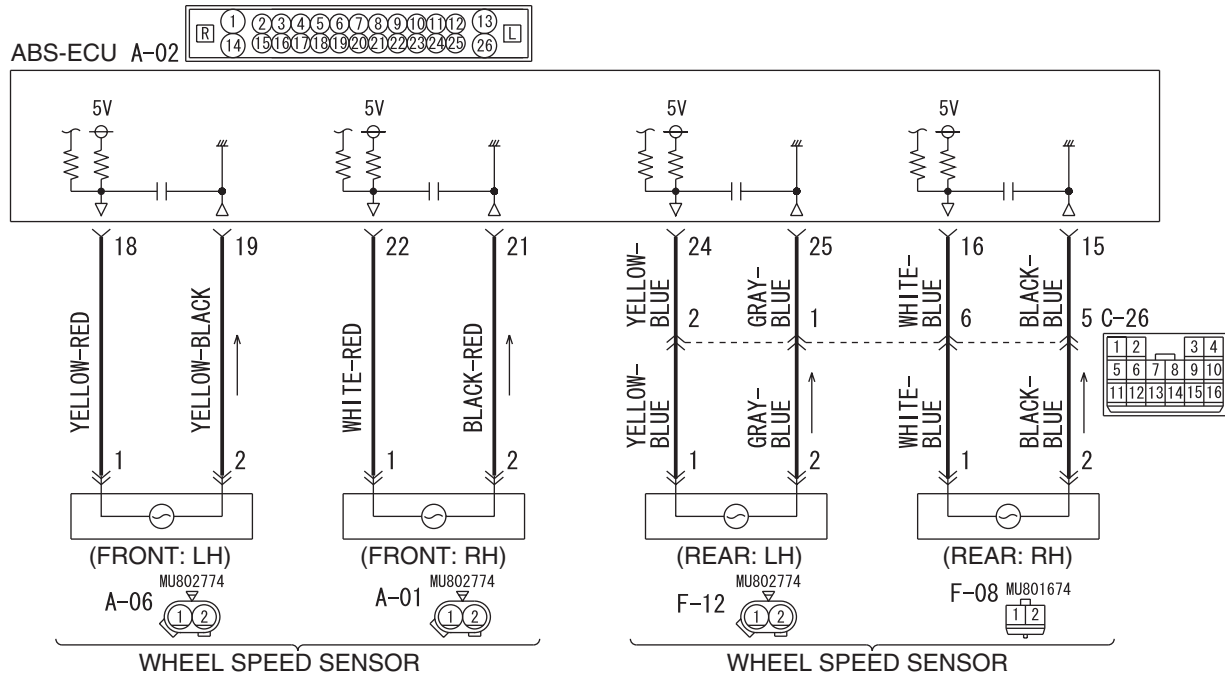 R 1 2 3 4 5 6 7 8 9 10 11 12 13 L
14 15 16 17 18 19 20 21 22 23 24 25 26
ABS-ECU A-02
5V 5V 5V 5V
18 19 22 21 24 25 16 15
YELLOW-RED
YELLOW-BLACK
WHITE-RED
BLACK-RED
YELLOW-
BLUE
GRAY-
BLUE
WHITE-
BLUE
BLACK-
BLUE
2 1 6 5 C-26
1 2 3 4
5 6 7 8 9 10
11 12 13 14 15 16
YELLOW-
BLUE
GRAY-
BLUE
WHITE-
BLUE
BLACK-
BLUE
1 2 1 2 1 2 1 2
(FRONT: LH) (FRONT: RH) (REAR: LH) (REAR: RH)
MU802774 MU802774 MU802774 MU801674
A-06 A-01 F-12 F-08
1 2 1 2 1 2 1 2
WHEEL SPEED SENSOR WHEEL SPEED SENSOR